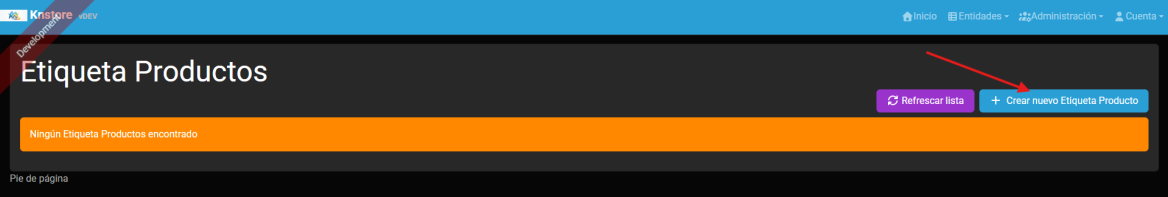 Knstore vDEV
Inicio Entidades Administración Cuenta
Development
Etiqueta Productos
Refrescar lista + Crear nuevo Etiqueta Producto
Ningún Etiqueta Productos encontrado
Pie de página